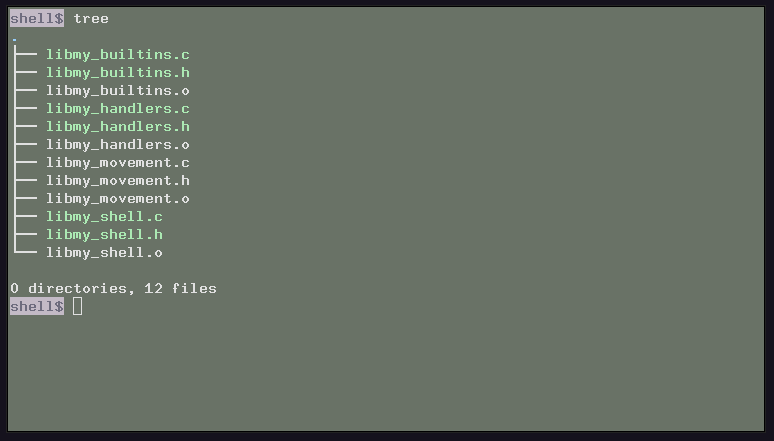 shell$ tree
.
├── libmy_builtins.c
├── libmy_builtins.h
├── libmy_builtins.o
├── libmy_handlers.c
├── libmy_handlers.h
├── libmy_handlers.o
├── libmy_movement.c
├── libmy_movement.h
├── libmy_movement.o
├── libmy_shell.c
├── libmy_shell.h
└── libmy_shell.o
0 directories, 12 files
shell$